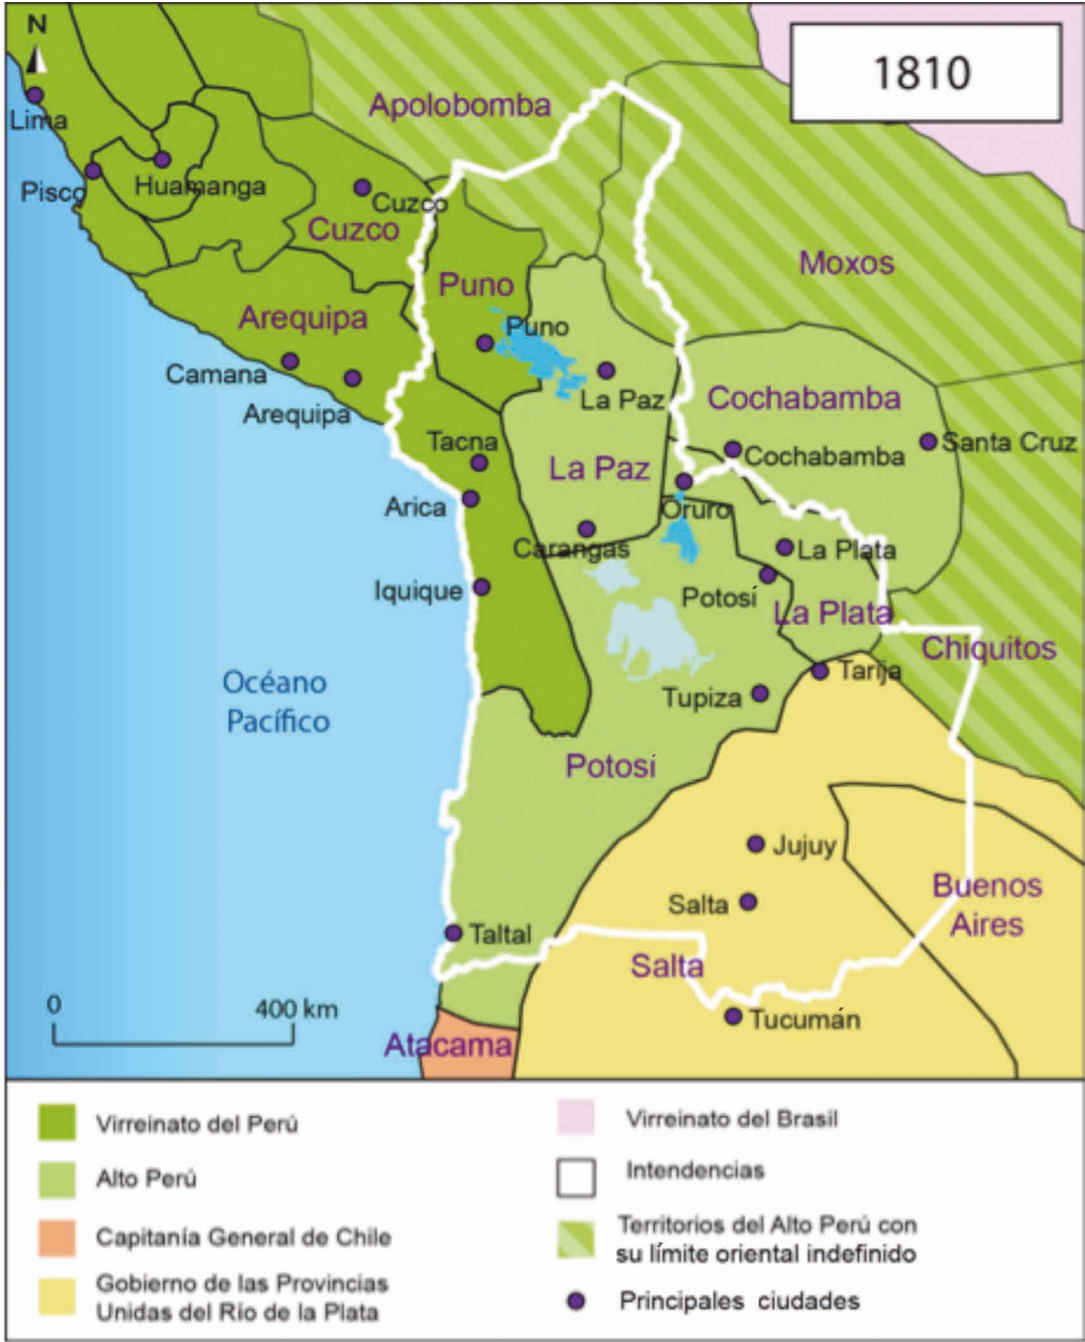 1810
N
Lima
Pisco
Huamanga
Cuzco
Cuzco
Apolobomba
Moxos
Arequipa
Puno
Puno
Camana
Arequipa
La Paz
Cochabamba
Tacna
La Paz
Cochabamba
Santa Cruz
Arica
Oruro
Carangas
La Plata
Iquique
Potosí
La Plata
Chiquitos
Océano
Pacífico
Tarija
Tupiza
Potosí
Jujuy
Salta
Buenos
Aires
Taltal
Salta
0
400 km
Tucumán
Atacama
Virreinato del Perú
Alto Perú
Capitanía General de Chile
Gobierno de las Provincias
Unidas del Río de la Plata
Virreinato del Brasil
Intendencias
Territorios del Alto Perú con
su límite oriental indefinido
Principales ciudades